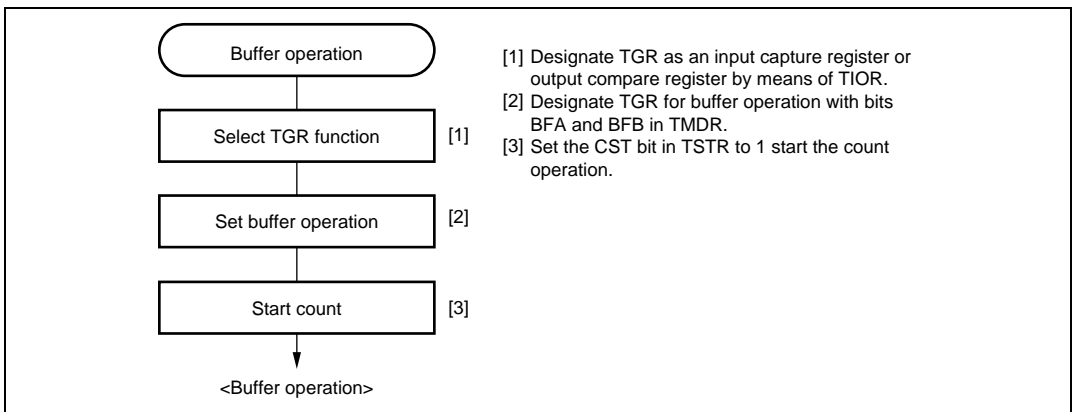 Buffer operation
Select TGR function
[1]
Set buffer operation
[2]
Start count
[3]
<Buffer operation>
[1] Designate TGR as an input capture register or
output compare register by means of TIOR.
[2] Designate TGR for buffer operation with bits
BFA and BFB in TMDR.
[3] Set the CST bit in TSTR to 1 start the count
operation.